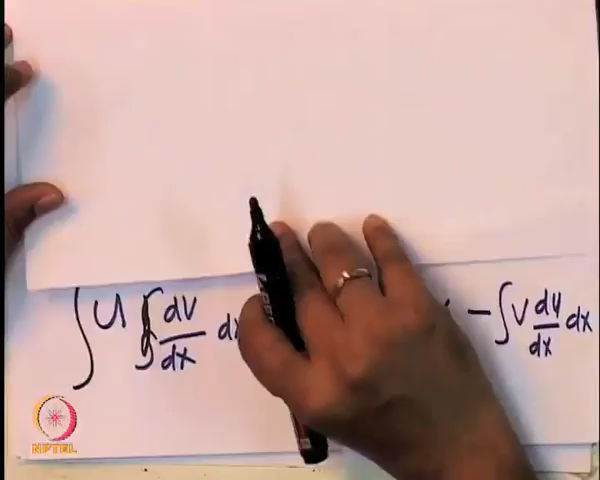 ∫ U ∫ dV/dx dx − ∫ V dU/dx dx
NPTEL